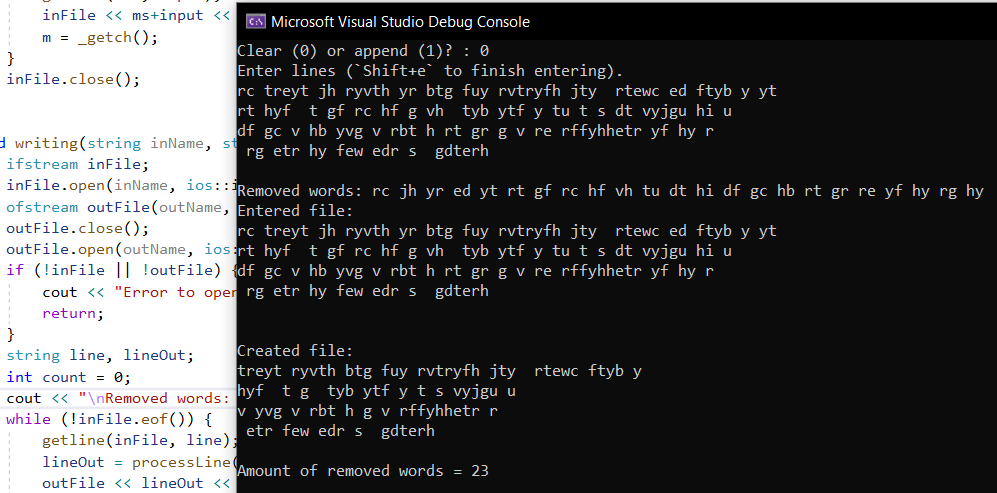 inFile << ms+input <<
m = _getch();
}
inFile.close();
d writing(string inName, st
ifstream inFile;
inFile.open(inName, ios::i
ofstream outFile(outName,
outFile.close();
outFile.open(outName, ios:
if (!inFile || !outFile) {
cout << "Error to open
return;
}
string line, lineOut;
int count = 0;
cout << "\nRemoved words:
while (!inFile.eof()) {
getline(inFile, line);
lineOut = processLine(
outFile << lineOut <<
Microsoft Visual Studio Debug Console
Clear (0) or append (1)? : 0
Enter lines (`Shift+e` to finish entering).
rc treyt jh ryvth yr btg fuy rvtryfh jty  rtewc ed ftyb y yt
rt hyf  t gf rc hf g vh  tyb ytf y tu t s dt vyjgu hi u
df gc v hb yvg v rbt h rt gr g v re rffyhhetr yf hy r
rg etr hy few edr s  gdterh
Removed words: rc jh yr ed yt rt gf rc hf vh tu dt hi df gc hb rt gr re yf hy rg hy
Entered file:
rc treyt jh ryvth yr btg fuy rvtryfh jty  rtewc ed ftyb y yt
rt hyf  t gf rc hf g vh  tyb ytf y tu t s dt vyjgu hi u
df gc v hb yvg v rbt h rt gr g v re rffyhhetr yf hy r
rg etr hy few edr s  gdterh
Created file:
treyt ryvth btg fuy rvtryfh jty  rtewc ftyb y
hyf  t g  tyb ytf y t s vyjgu u
v yvg v rbt h g v rffyhhetr r
etr few edr s  gdterh
Amount of removed words = 23